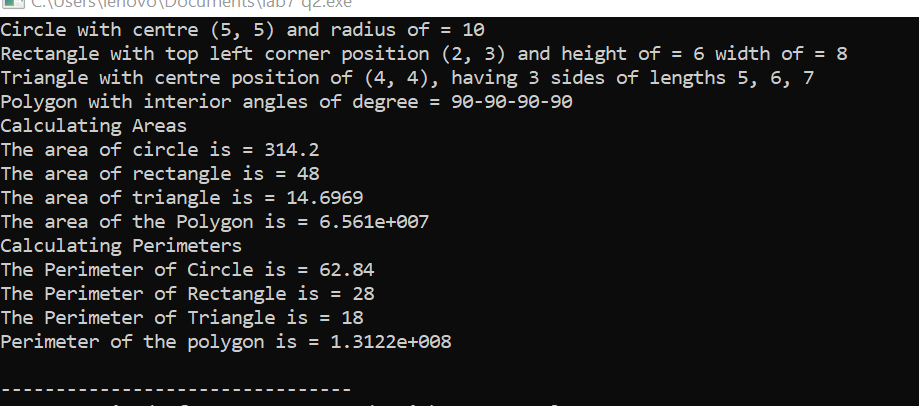 C:\Users\lenovo\Documents\lab7 q2.exe
Circle with centre (5, 5) and radius of = 10
Rectangle with top left corner position (2, 3) and height of = 6 width of = 8
Triangle with centre position of (4, 4), having 3 sides of lengths 5, 6, 7
Polygon with interior angles of degree = 90-90-90-90
Calculating Areas
The area of circle is = 314.2
The area of rectangle is = 48
The area of triangle is = 14.6969
The area of the Polygon is = 6.561e+007
Calculating Perimeters
The Perimeter of Circle is = 62.84
The Perimeter of Rectangle is = 28
The Perimeter of Triangle is = 18
Perimeter of the polygon is = 1.3122e+008
--------------------------------